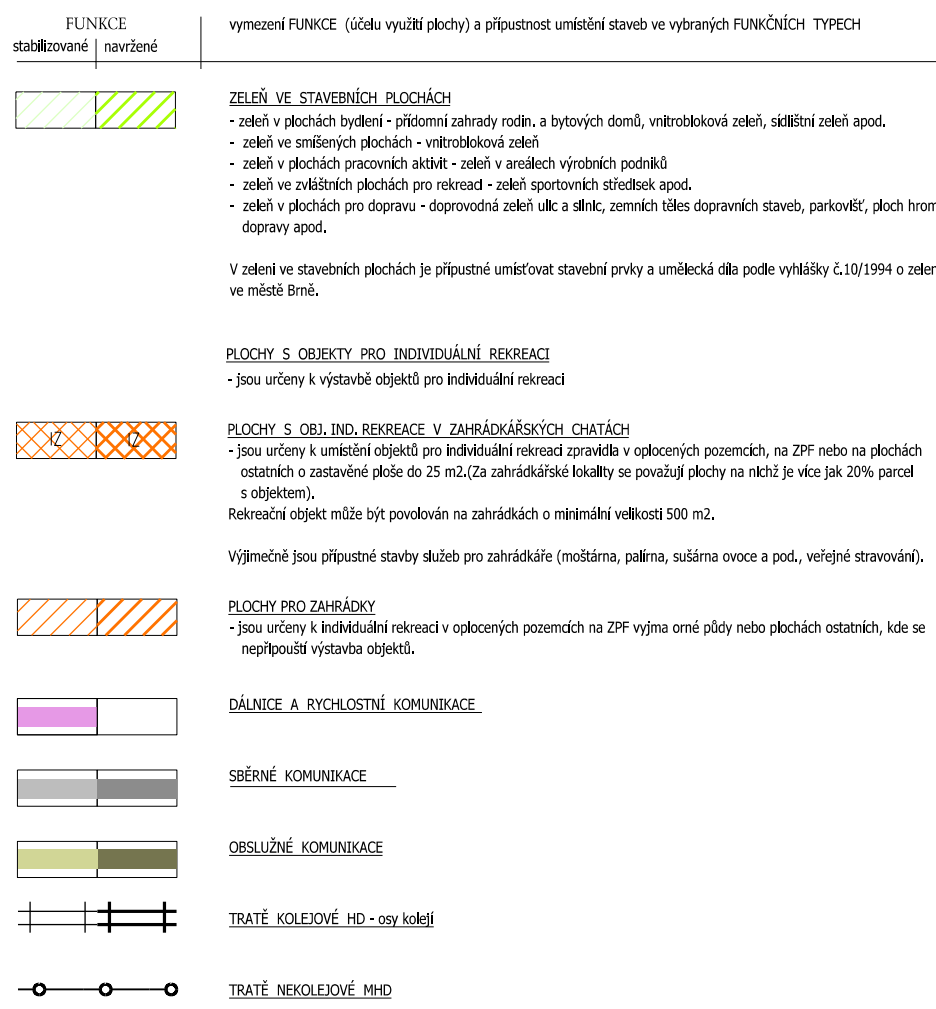 FUNKCE
stabilizované navržené
vymezení FUNKCE (účelu využití plochy) a přípustnost umístění staveb ve vybraných FUNKČNÍCH TYPECH
ZELEŇ VE STAVEBNÍCH PLOCHÁCH
- zeleň v plochách bydlení - přídomní zahrady rodin. a bytových domů, vnitrobloková zeleň, sídlištní zeleň apod.
- zeleň ve smíšených plochách - vnitrobloková zeleň
- zeleň v plochách pracovních aktivit - zeleň v areálech výrobních podniků
- zeleň ve zvláštních plochách pro rekreaci - zeleň sportovních středisek apod.
- zeleň v plochách pro dopravu - doprovodná zeleň ulic a silnic, zemních těles dopravních staveb, parkovišť, ploch hrom
dopravy apod.
V zeleni ve stavebních plochách je přípustné umísťovat stavební prvky a umělecká díla podle vyhlášky č.10/1994 o zelen
ve městě Brně.
PLOCHY S OBJEKTY PRO INDIVIDUÁLNÍ REKREACI
- jsou určeny k výstavbě objektů pro individuální rekreaci
IZ IZ
PLOCHY S OBJ. IND. REKREACE V ZAHRÁDKÁŘSKÝCH CHATÁCH
- jsou určeny k umístění objektů pro individuální rekreaci zpravidla v oplocených pozemcích, na ZPF nebo na plochách
ostatních o zastavěné ploše do 25 m2.(Za zahrádkářské lokality se považují plochy na nichž je více jak 20% parcel
s objektem).
Rekreační objekt může být povolován na zahrádkách o minimální velikosti 500 m2.
Výjimečně jsou přípustné stavby služeb pro zahrádkáře (moštárna, palírna, sušárna ovoce a pod., veřejné stravování).
PLOCHY PRO ZAHRÁDKY
- jsou určeny k individuální rekreaci v oplocených pozemcích na ZPF vyjma orné půdy nebo plochách ostatních, kde se
nepřipouští výstavba objektů.
DÁLNICE A RYCHLOSTNÍ KOMUNIKACE
SBĚRNÉ KOMUNIKACE
OBSLUŽNÉ KOMUNIKACE
TRATĚ KOLEJOVÉ HD - osy kolejí
TRATĚ NEKOLEJOVÉ MHD